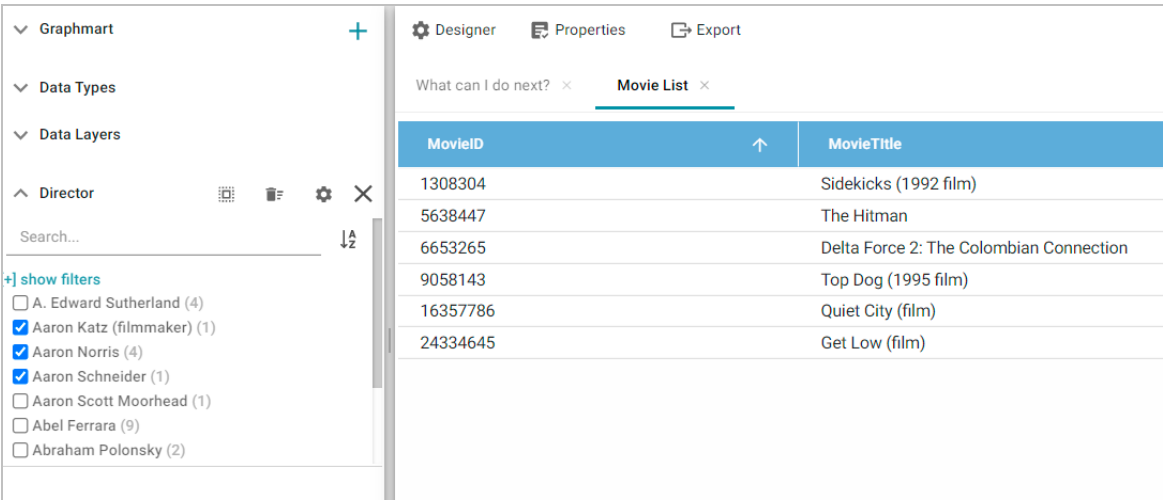 Graphmart
Data Types
Data Layers
Director
Search...
[+] show filters
A. Edward Sutherland (4)
Aaron Katz (filmmaker) (1)
Aaron Norris (4)
Aaron Schneider (1)
Aaron Scott Moorhead (1)
Abel Ferrara (9)
Abraham Polonsky (2)
Designer Properties Export
What can I do next? × Movie List ×
MovieID MovieTItle
1308304 Sidekicks (1992 film)
5638447 The Hitman
6653265 Delta Force 2: The Colombian Connection
9058143 Top Dog (1995 film)
16357786 Quiet City (film)
24334645 Get Low (film)